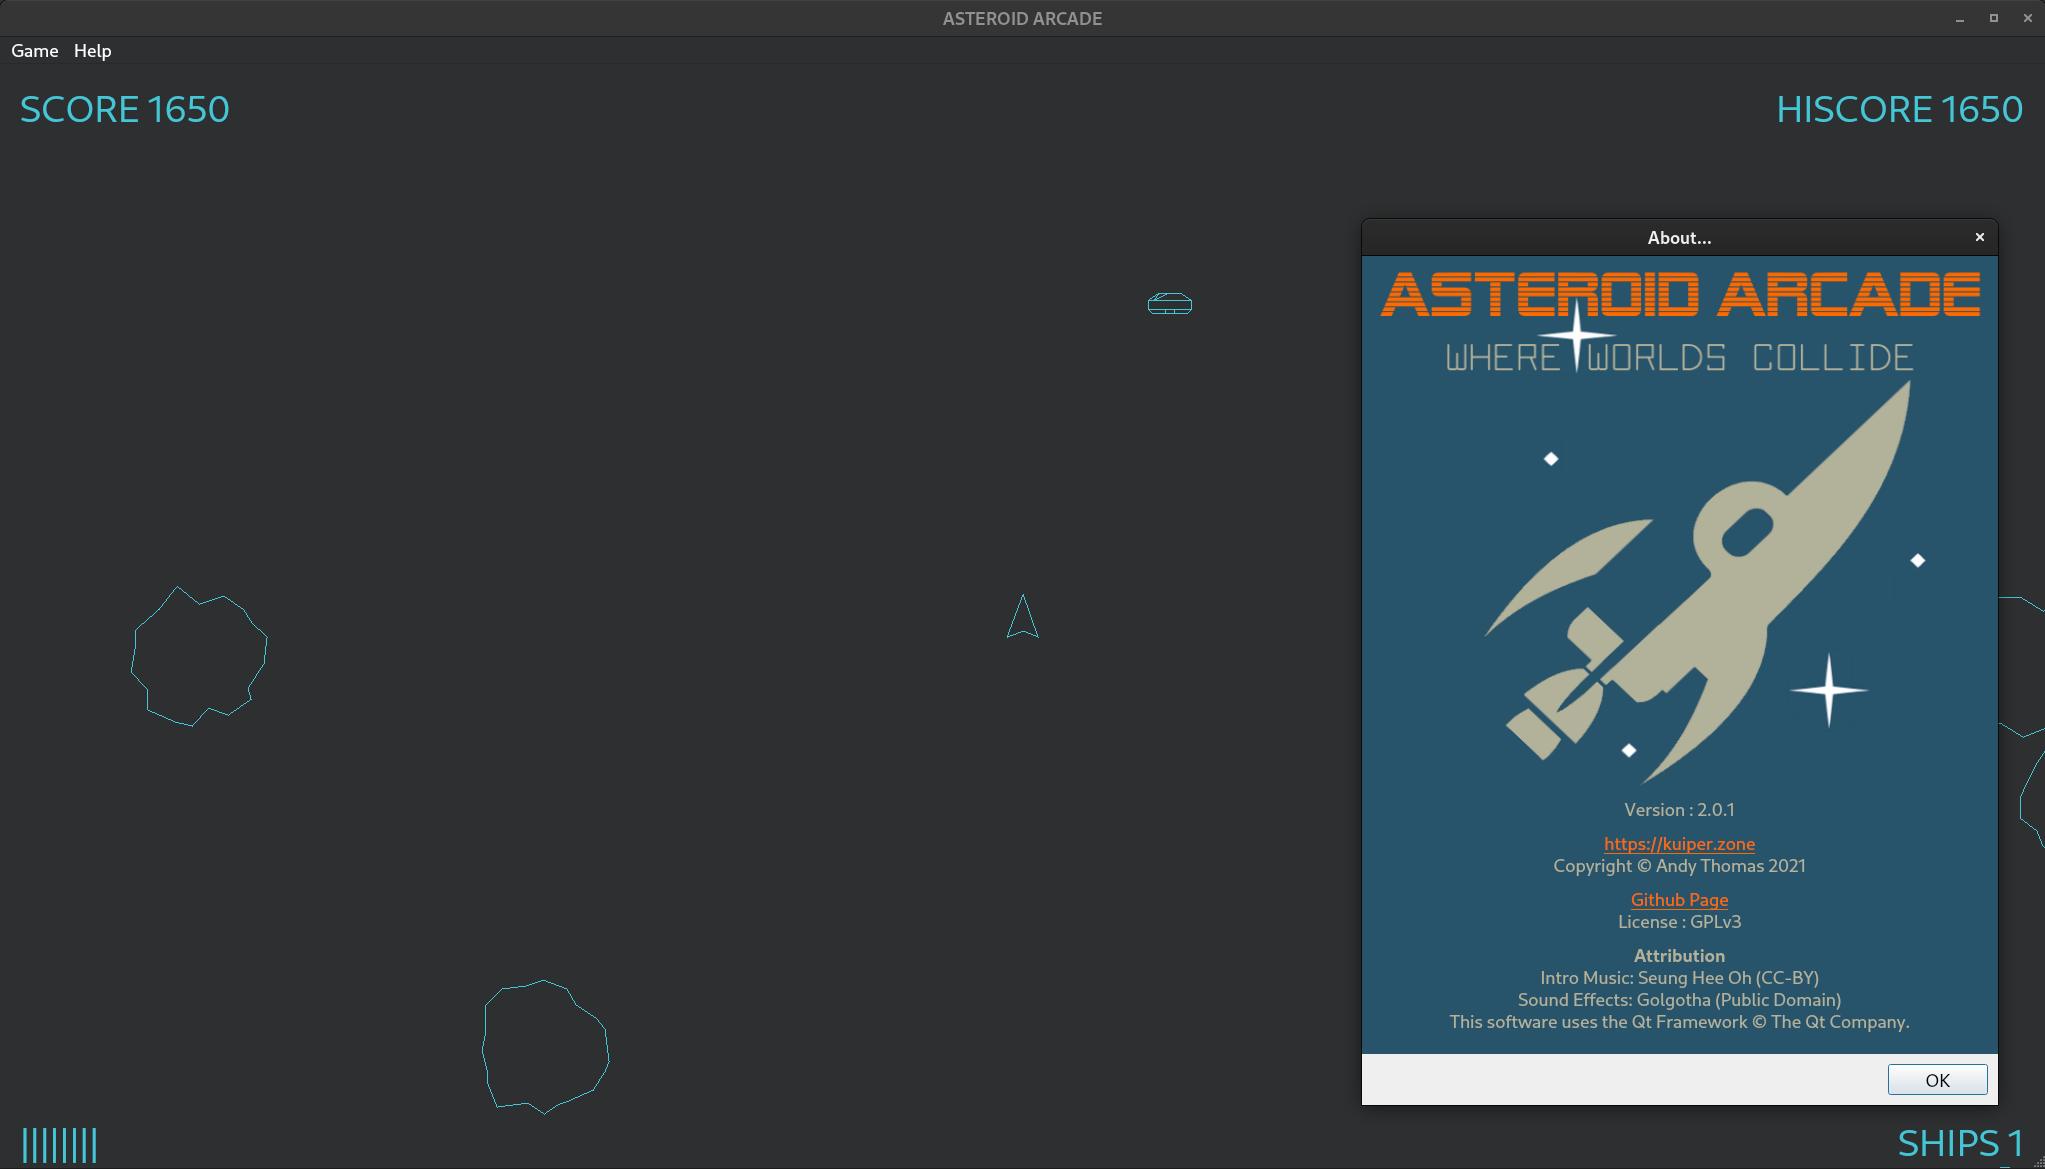 ASTEROID ARCADE
Game Help
SCORE 1650
HISCORE 1650
About...
ASTEROID ARCADE
WHERE WORLDS COLLIDE
Version : 2.0.1
https://kuiper.zone
Copyright © Andy Thomas 2021
Github Page
License : GPLv3
Attribution
Intro Music: Seung Hee Oh (CC-BY)
Sound Effects: Golgotha (Public Domain)
This software uses the Qt Framework © The Qt Company.
OK
SHIPS 1